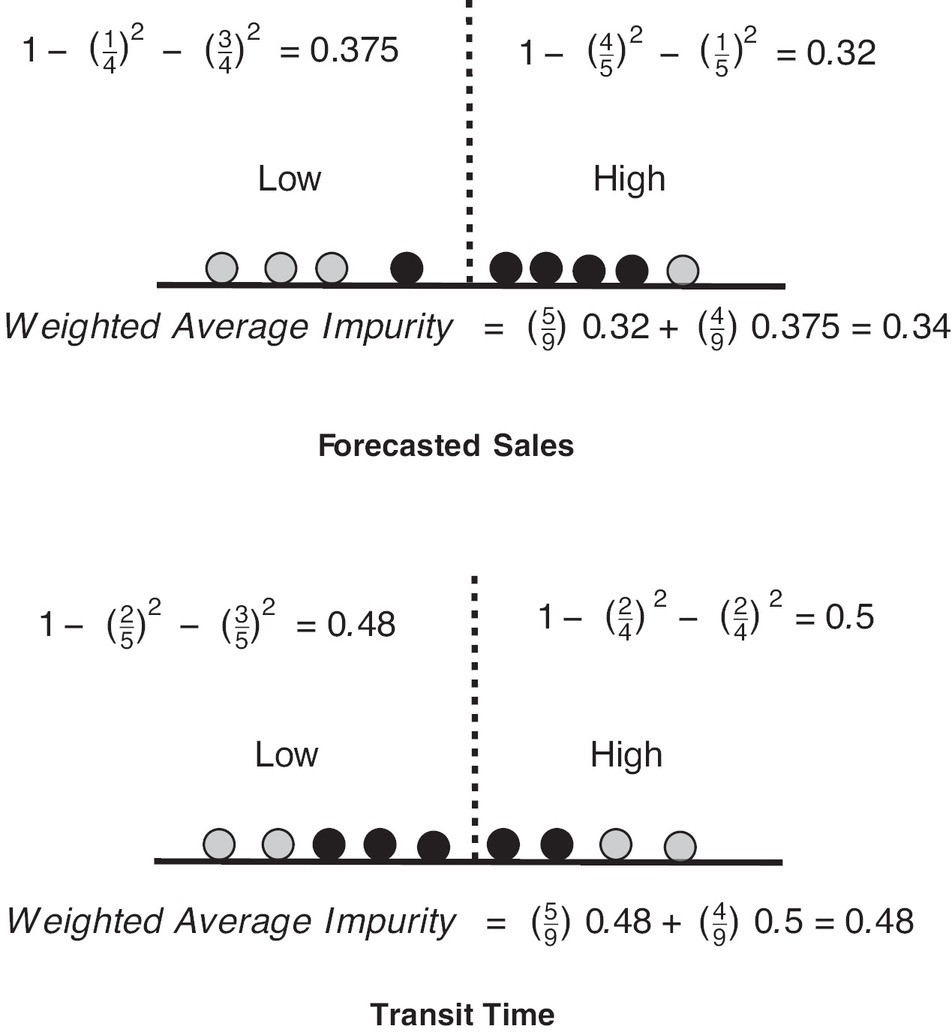 1 – (1/4)² – (3/4)² = 0.375
1 – (4/5)² – (1/5)² = 0.32
Low
High
Weighted Average Impurity = (5/9) 0.32 + (4/9) 0.375 = 0.34
Forecasted Sales
1 – (2/5)² – (3/5)² = 0.48
1 – (2/4)² – (2/4)² = 0.5
Low
High
Weighted Average Impurity = (5/9) 0.48 + (4/9) 0.5 = 0.48
Transit Time